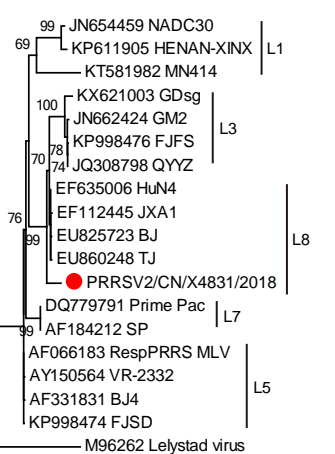 99
JN654459 NADC30
69
KP611905 HENAN-XINX
L1
KT581982 MN414
KX621003 GDsg
100
JN662424 GM2
L3
KP998476 FJFS
78
JQ308798 QYYZ
74
70
EF635006 HuN4
EF112445 JXA1
EU825723 BJ
L8
99
EU860248 TJ
76
PRRSV2/CN/X4831/2018
DQ779791 Prime Pac
L7
AF184212 SP
99
AF066183 RespPRRS MLV
AY150564 VR-2332
L5
AF331831 BJ4
KP998474 FJSD
M96262 Lelystad virus